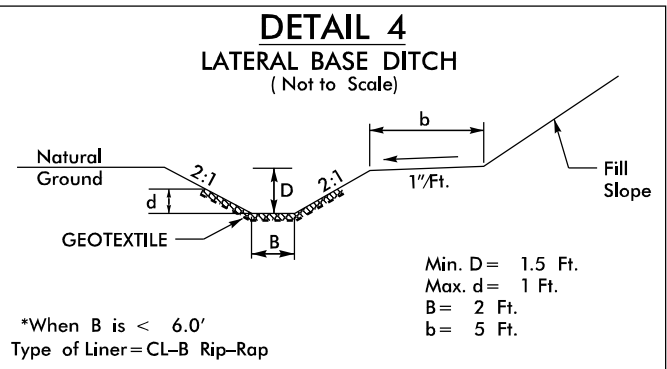 DETAIL 4
LATERAL BASE DITCH
( Not to Scale)
b
Natural
Ground
2:1
D
2:1
1"/Ft.
Fill
Slope
d
GEOTEXTILE
B
Min. D= 1.5 Ft.
Max. d= 1 Ft.
B= 2 Ft.
b= 5 Ft.
*When B is < 6.0'
Type of Liner=CL-B Rip-Rap